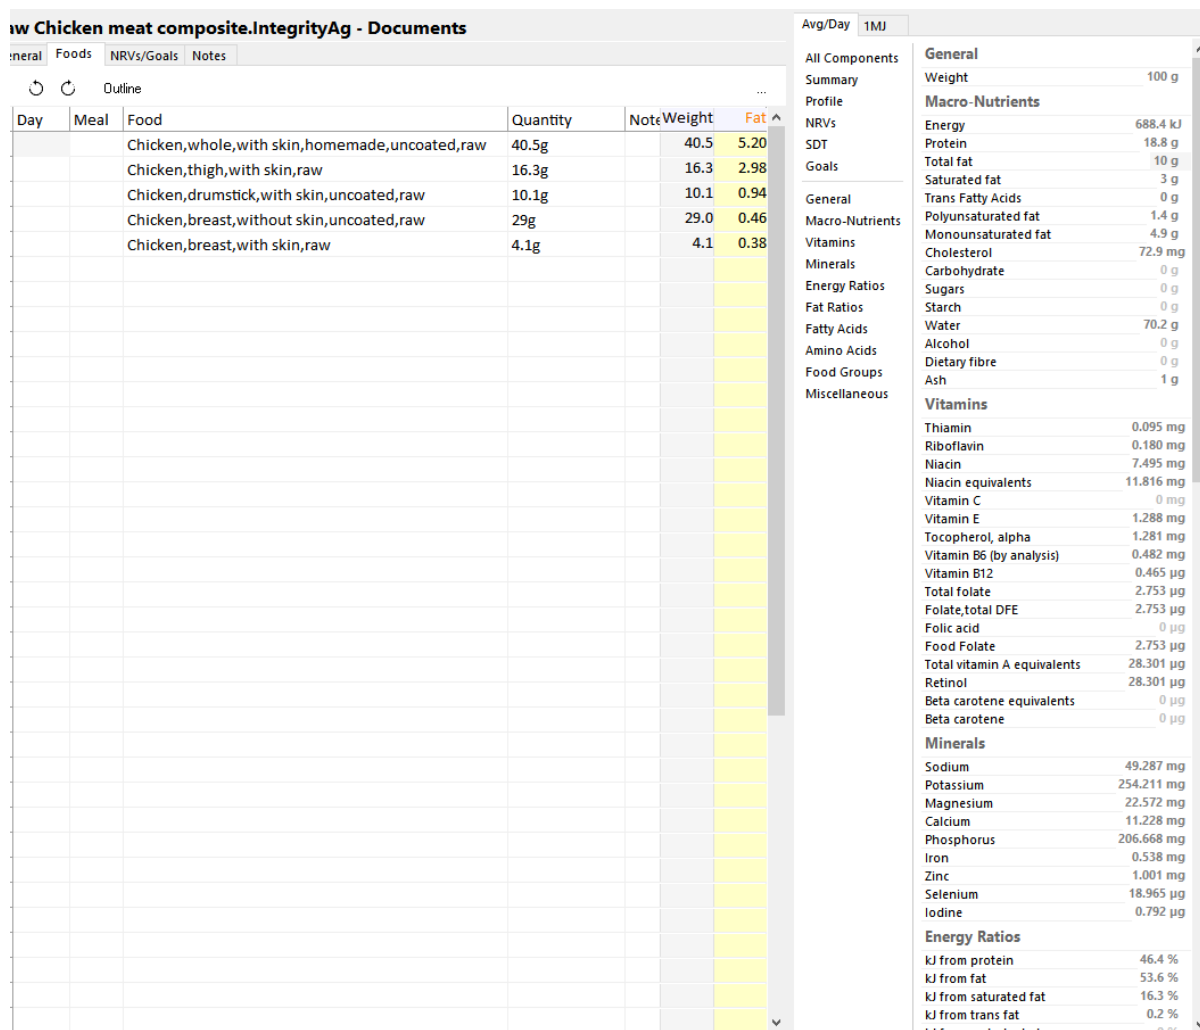 aw Chicken meat composite.IntegrityAg - Documents
eneral Foods NRVs/Goals Notes
Outline ...
Day Meal Food Quantity Note Weight Fat
Chicken,whole,with skin,homemade,uncoated,raw 40.5g 40.5 5.20
Chicken,thigh,with skin,raw 16.3g 16.3 2.98
Chicken,drumstick,with skin,uncoated,raw 10.1g 10.1 0.94
Chicken,breast,without skin,uncoated,raw 29g 29.0 0.46
Chicken,breast,with skin,raw 4.1g 4.1 0.38
Avg/Day 1MJ
All Components
Summary
Profile
NRVs
SDT
Goals
General
Macro-Nutrients
Vitamins
Minerals
Energy Ratios
Fat Ratios
Fatty Acids
Amino Acids
Food Groups
Miscellaneous
General
Weight 100 g
Macro-Nutrients
Energy 688.4 kJ
Protein 18.8 g
Total fat 10 g
Saturated fat 3 g
Trans Fatty Acids 0 g
Polyunsaturated fat 1.4 g
Monounsaturated fat 4.9 g
Cholesterol 72.9 mg
Carbohydrate 0 g
Sugars 0 g
Starch 0 g
Water 70.2 g
Alcohol 0 g
Dietary fibre 0 g
Ash 1 g
Vitamins
Thiamin 0.095 mg
Riboflavin 0.180 mg
Niacin 7.495 mg
Niacin equivalents 11.816 mg
Vitamin C 0 mg
Vitamin E 1.288 mg
Tocopherol, alpha 1.281 mg
Vitamin B6 (by analysis) 0.482 mg
Vitamin B12 0.465 µg
Total folate 2.753 µg
Folate,total DFE 2.753 µg
Folic acid 0 µg
Food Folate 2.753 µg
Total vitamin A equivalents 28.301 µg
Retinol 28.301 µg
Beta carotene equivalents 0 µg
Beta carotene 0 µg
Minerals
Sodium 49.287 mg
Potassium 254.211 mg
Magnesium 22.572 mg
Calcium 11.228 mg
Phosphorus 206.668 mg
Iron 0.538 mg
Zinc 1.001 mg
Selenium 18.965 µg
Iodine 0.792 µg
Energy Ratios
kJ from protein 46.4 %
kJ from fat 53.6 %
kJ from saturated fat 16.3 %
kJ from trans fat 0.2 %